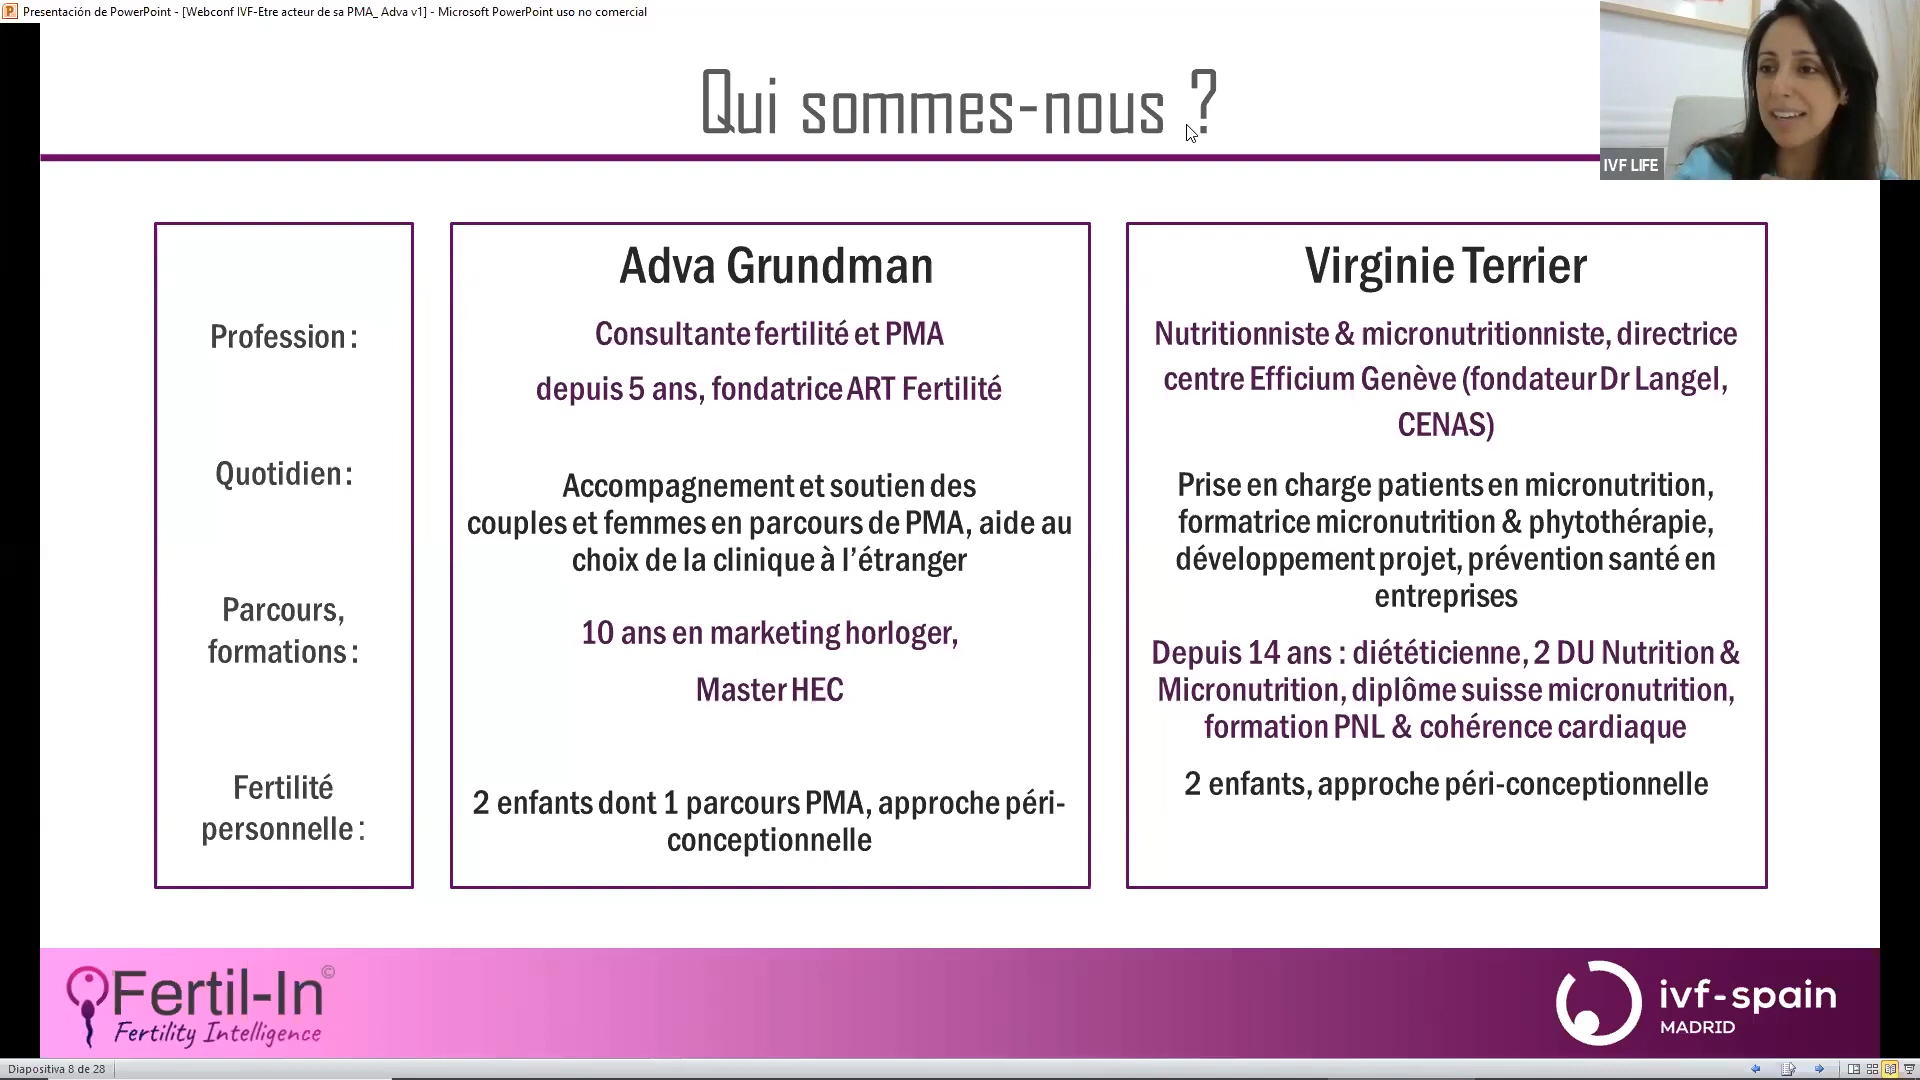 Presentación de PowerPoint - [Webconf IVF-Etre acteur de sa PMA_ Adva v1] - Microsoft PowerPoint uso no comercial
Qui sommes-nous ?
IVF LIFE
Profession :
Quotidien :
Parcours,
formations :
Fertilité
personnelle :
Adva Grundman
Consultante fertilité et PMA
depuis 5 ans, fondatrice ART Fertilité
Accompagnement et soutien des
couples et femmes en parcours de PMA, aide au
choix de la clinique à l’étranger
10 ans en marketing horloger,
Master HEC
2 enfants dont 1 parcours PMA, approche péri-
conceptionnelle
Virginie Terrier
Nutritionniste & micronutritionniste, directrice
centre Efficium Genève (fondateur Dr Langel,
CENAS)
Prise en charge patients en micronutrition,
formatrice micronutrition & phytothérapie,
développement projet, prévention santé en
entreprises
Depuis 14 ans : diététicienne, 2 DU Nutrition &
Micronutrition, diplôme suisse micronutrition,
formation PNL & cohérence cardiaque
2 enfants, approche péri-conceptionnelle
Fertil-In©
Fertility Intelligence
ivf-spain
MADRID
Diapositiva 8 de 28